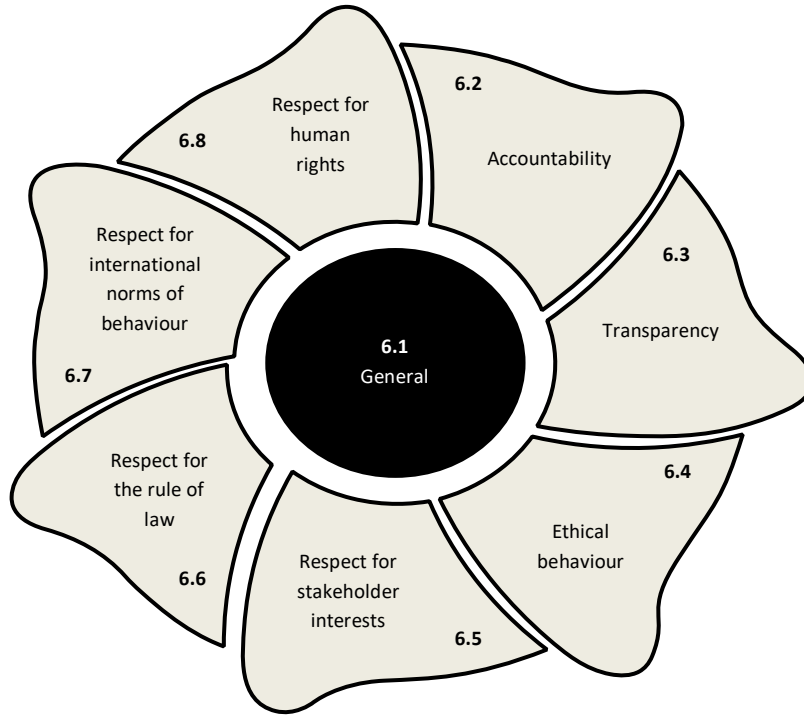 6.1
General
6.2
Accountability
6.3
Transparency
6.4
Ethical
behaviour
Respect for
stakeholder
interests
6.5
Respect for
the rule of
law
6.6
Respect for
international
norms of
behaviour
6.7
6.8
Respect for
human
rights